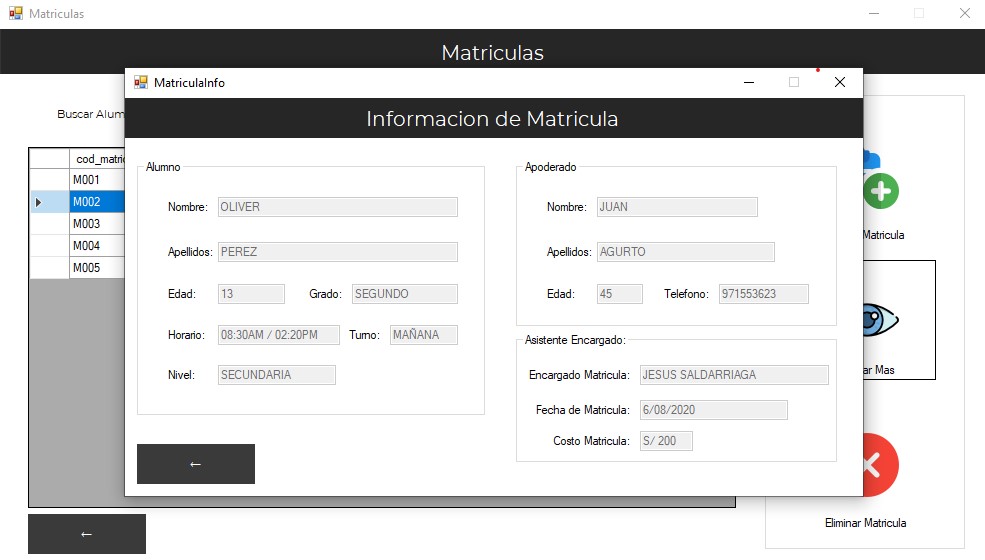 Matriculas
Matriculas
MatriculaInfo
Informacion de Matricula
Buscar Alum
cod_matric
M001
M002
M003
M004
M005
Alumno
Nombre: OLIVER
Apellidos: PEREZ
Edad: 13 Grado: SEGUNDO
Horario: 08:30AM / 02:20PM Turno: MAÑANA
Nivel: SECUNDARIA
←
Apoderado
Nombre: JUAN
Apellidos: AGURTO
Edad: 45 Telefono: 971553623
Asistente Encargado:
Encargado Matricula: JESUS SALDARRIAGA
Fecha de Matricula: 6/08/2020
Costo Matricula: S/ 200
Matricula
ar Mas
Eliminar Matricula
←